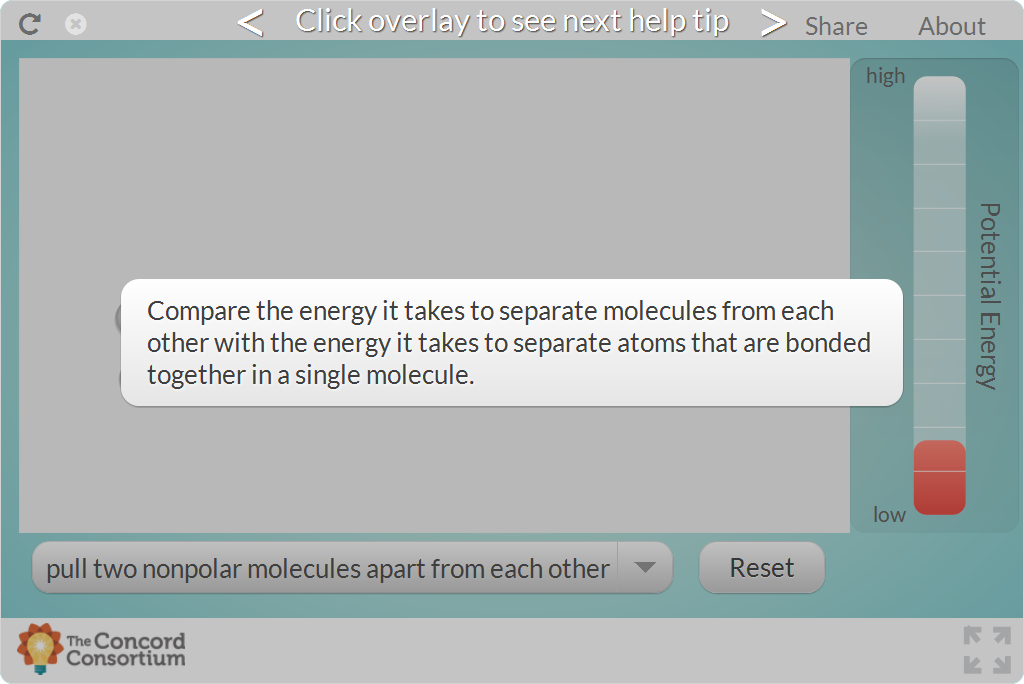 Click overlay to see next help tip
Share
About
high
Potential Energy
Compare the energy it takes to separate molecules from each
other with the energy it takes to separate atoms that are bonded
together in a single molecule.
low
pull two nonpolar molecules apart from each other
Reset
The Concord
Consortium